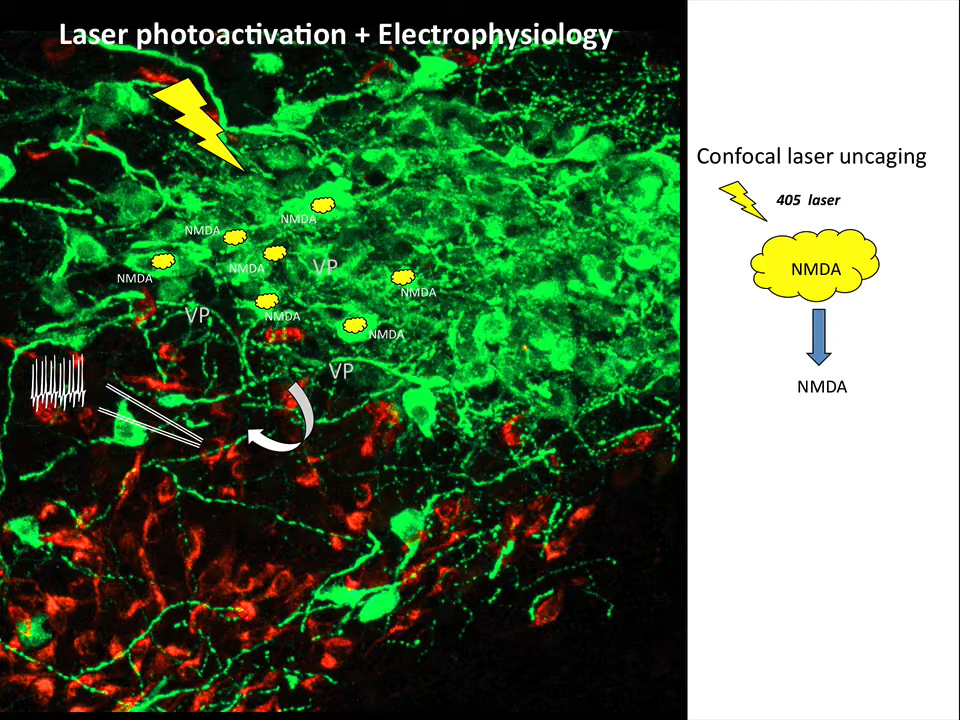 Laser photoactivation + Electrophysiology
Confocal laser uncaging
405 laser
NMDA
NMDA
NMDA
NMDA
NMDA
NMDA
NMDA
NMDA
NMDA
VP
VP
VP